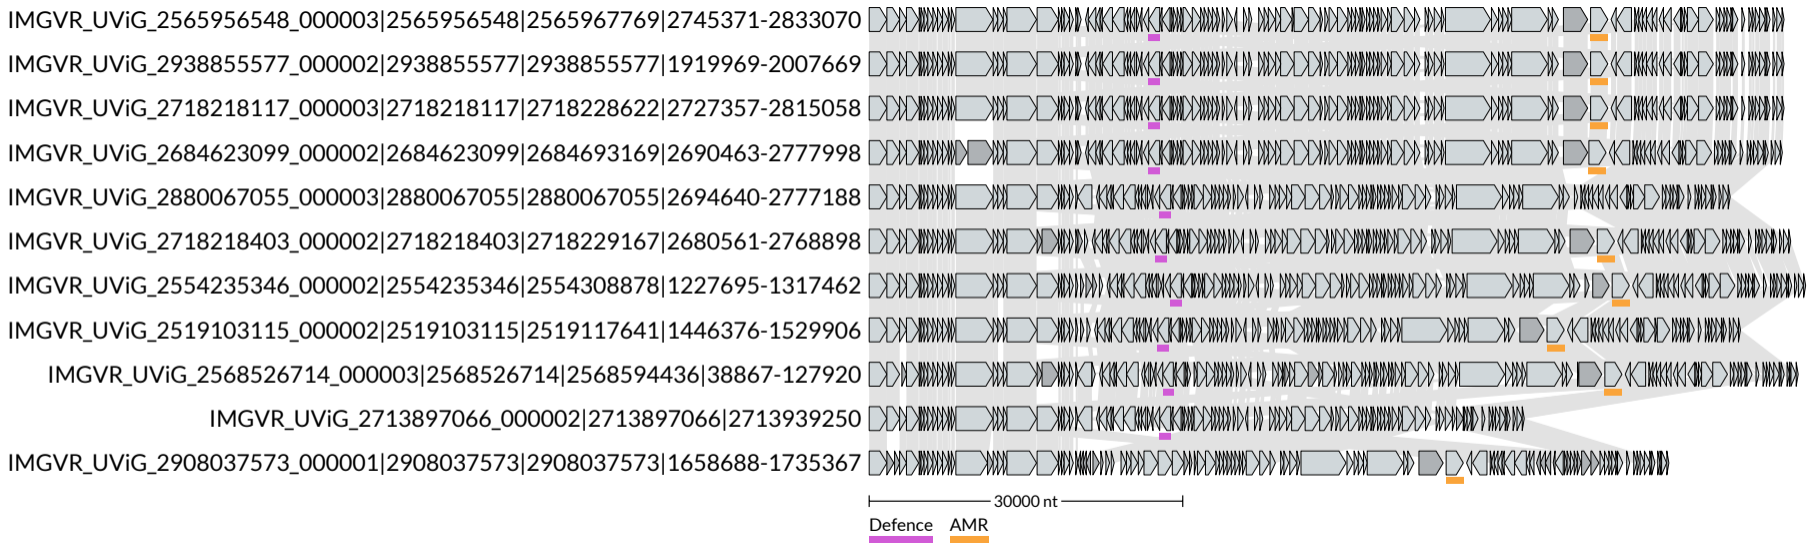 IMGVR_UViG_2565956548_000003|2565956548|2565967769|2745371-2833070
IMGVR_UViG_2938855577_000002|2938855577|2938855577|1919969-2007669
IMGVR_UViG_2718218117_000003|2718218117|2718228622|2727357-2815058
IMGVR_UViG_2684623099_000002|2684623099|2684693169|2690463-2777998
IMGVR_UViG_2880067055_000003|2880067055|2880067055|2694640-2777188
IMGVR_UViG_2718218403_000002|2718218403|2718229167|2680561-2768898
IMGVR_UViG_2554235346_000002|2554235346|2554308878|1227695-1317462
IMGVR_UViG_2519103115_000002|2519103115|2519117641|1446376-1529906
IMGVR_UViG_2568526714_000003|2568526714|2568594436|38867-127920
IMGVR_UViG_2713897066_000002|2713897066|2713939250
IMGVR_UViG_2908037573_000001|2908037573|2908037573|1658688-1735367
30000 nt
Defence AMR